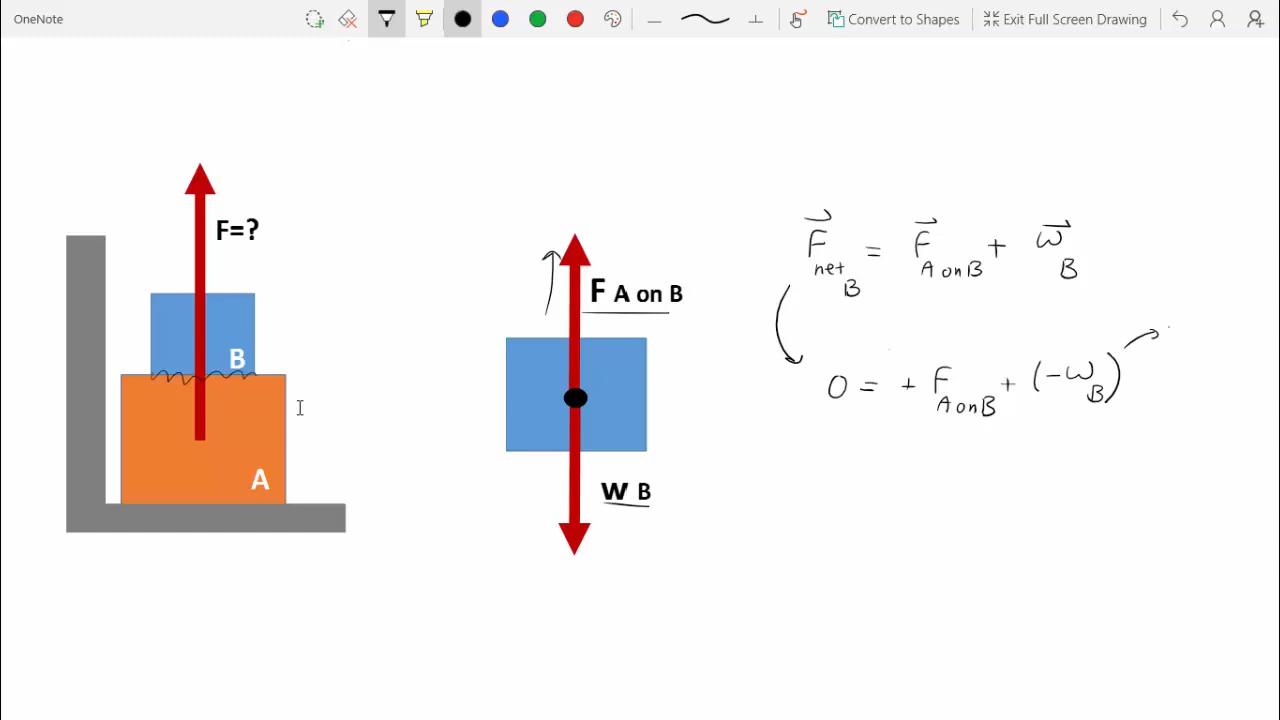 OneNote
Convert to Shapes
Exit Full Screen Drawing
F=?
B
A
F A on B
W B
F⃗ net B = F⃗ A on B + w⃗ B
0 = + F A on B + (-w B)